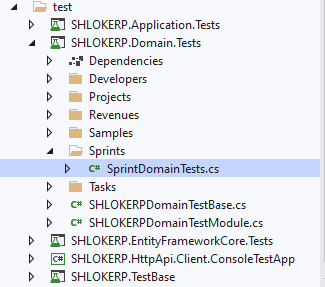 test
SHLOKERP.Application.Tests
SHLOKERP.Domain.Tests
Dependencies
Developers
Projects
Revenues
Samples
Sprints
C# SprintDomainTests.cs
Tasks
C# SHLOKERPDomainTestBase.cs
C# SHLOKERPDomainTestModule.cs
SHLOKERP.EntityFrameworkCore.Tests
C# SHLOKERP.HttpApi.Client.ConsoleTestApp
SHLOKERP.TestBase